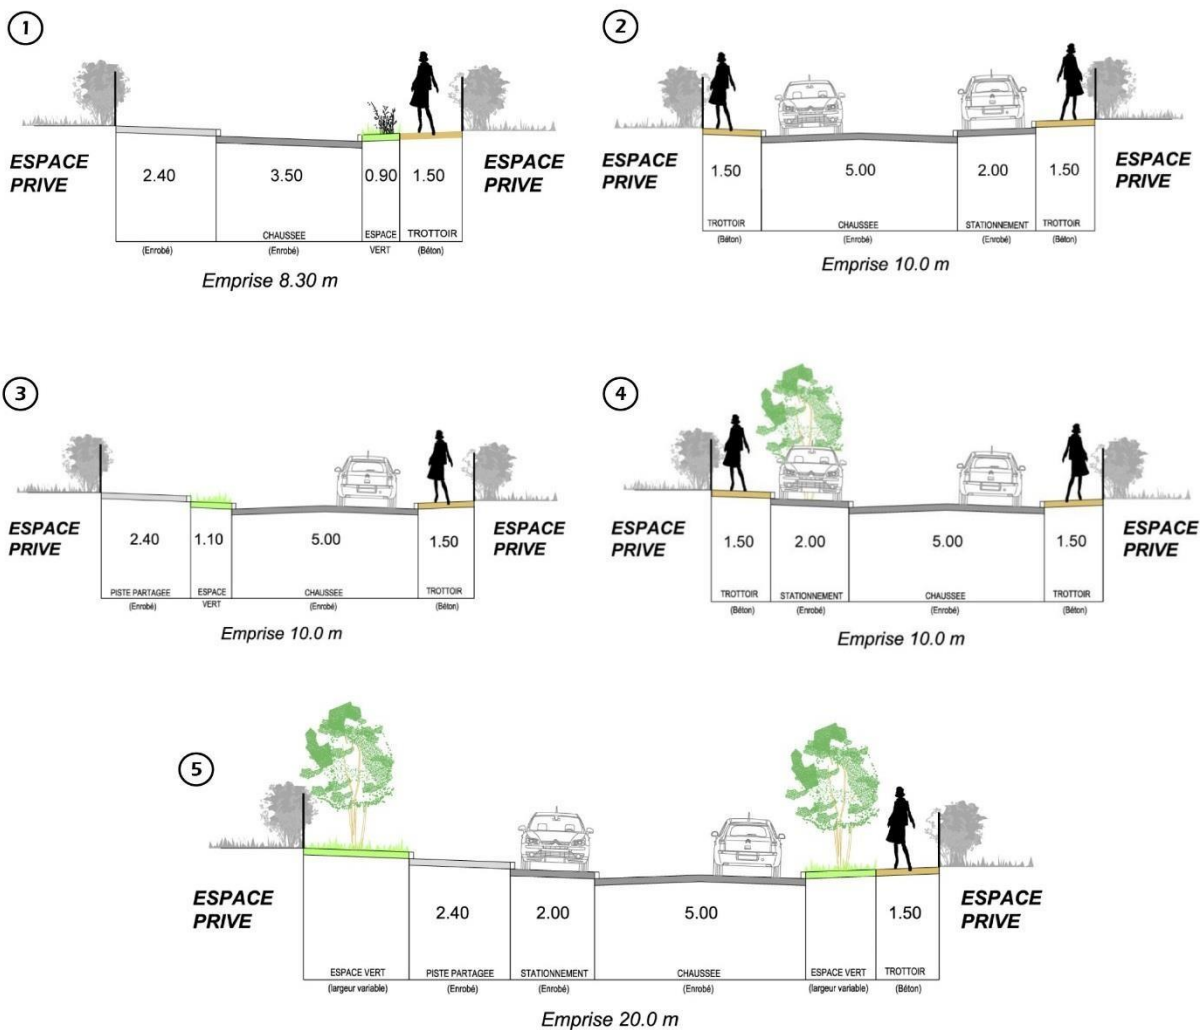 1
ESPACE
PRIVE
2.40
3.50
0.90
1.50
ESPACE
PRIVE
CHAUSSEE
ESPACE
TROTTOIR
(Enrobé)
(Enrobé)
VERT
(Béton)
Emprise 8.30 m
2
ESPACE
PRIVE
1.50
5.00
2.00
1.50
ESPACE
PRIVE
TROTTOIR
CHAUSSEE
STATIONNEMENT
TROTTOIR
(Béton)
(Enrobé)
(Enrobé)
(Béton)
Emprise 10.0 m
3
ESPACE
PRIVE
2.40
1.10
5.00
1.50
ESPACE
PRIVE
PISTE PARTAGEE
ESPACE
CHAUSSEE
TROTTOIR
(Enrobé)
VERT
(Enrobé)
(Béton)
Emprise 10.0 m
4
ESPACE
PRIVE
1.50
2.00
5.00
1.50
ESPACE
PRIVE
TROTTOIR
STATIONNEMENT
CHAUSSEE
TROTTOIR
(Béton)
(Enrobé)
(Enrobé)
(Béton)
Emprise 10.0 m
5
ESPACE
PRIVE
2.40
2.00
5.00
1.50
ESPACE
PRIVE
ESPACE VERT
PISTE PARTAGEE
STATIONNEMENT
CHAUSSEE
ESPACE VERT
TROTTOIR
(largeur variable)
(Enrobé)
(Enrobé)
(Enrobé)
(largeur variable)
(Béton)
Emprise 20.0 m